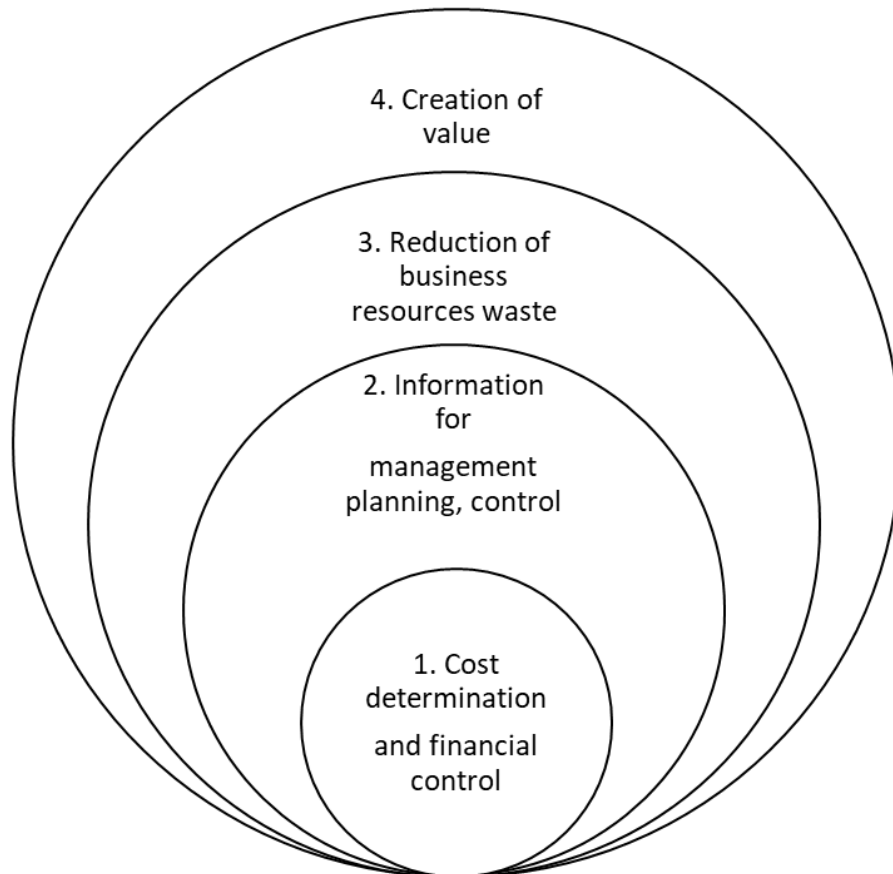 4. Creation of
value
3. Reduction of
business
resources waste
2. Information
for
management
planning, control
1. Cost
determination
and financial
control